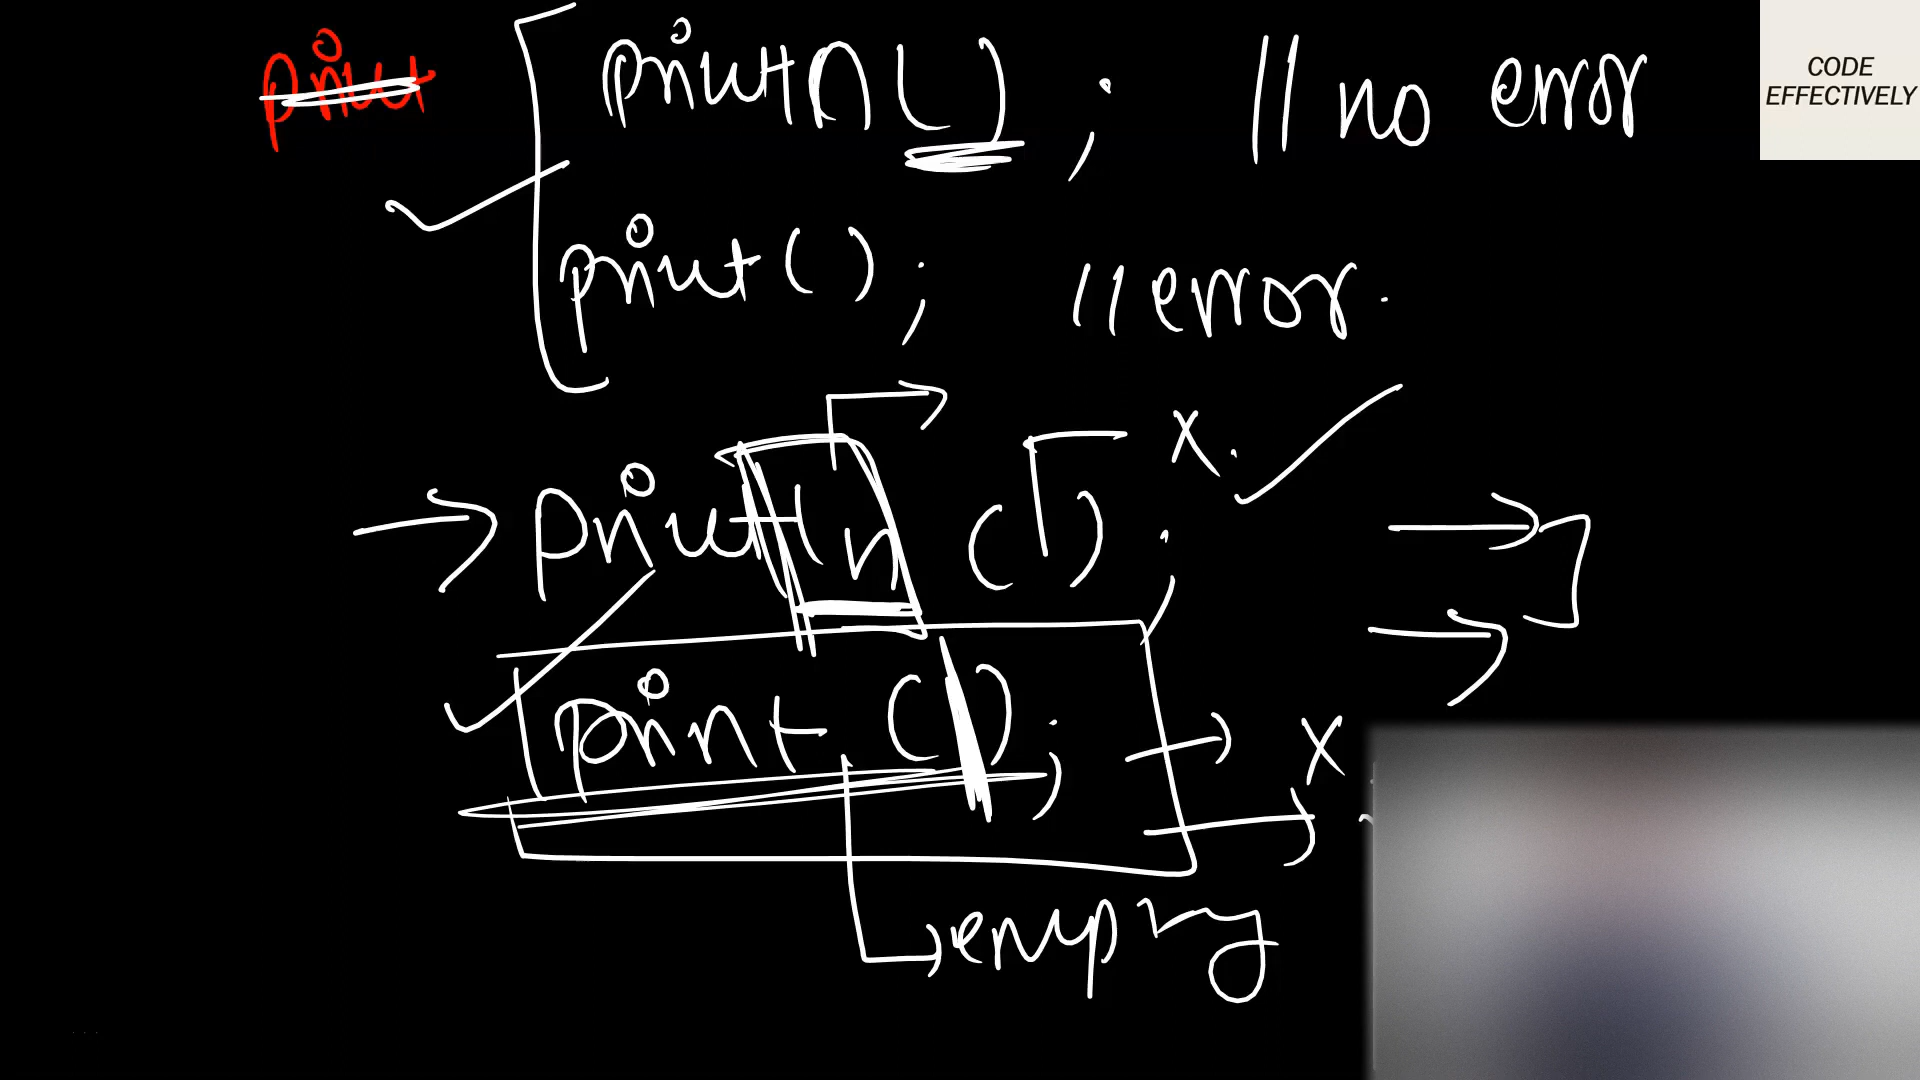 print
println(); // no error
print(); // error.
println(); x.
print(); x
empty
CODE
EFFECTIVELY